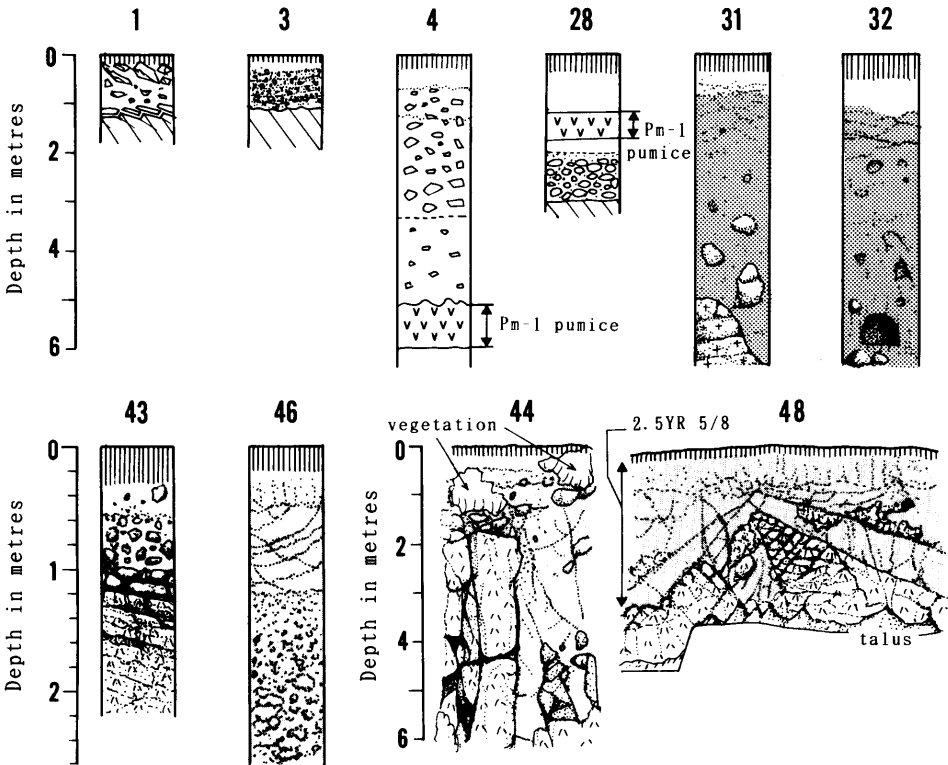 1 3 4 28 31 32
0
2
4
6
Depth in metres
Pm-1
pumice
Pm-1 pumice
43 46 44 48
vegetation
2.5YR 5/8
0
1
2
Depth in metres
0
2
4
6
Depth in metres
talus